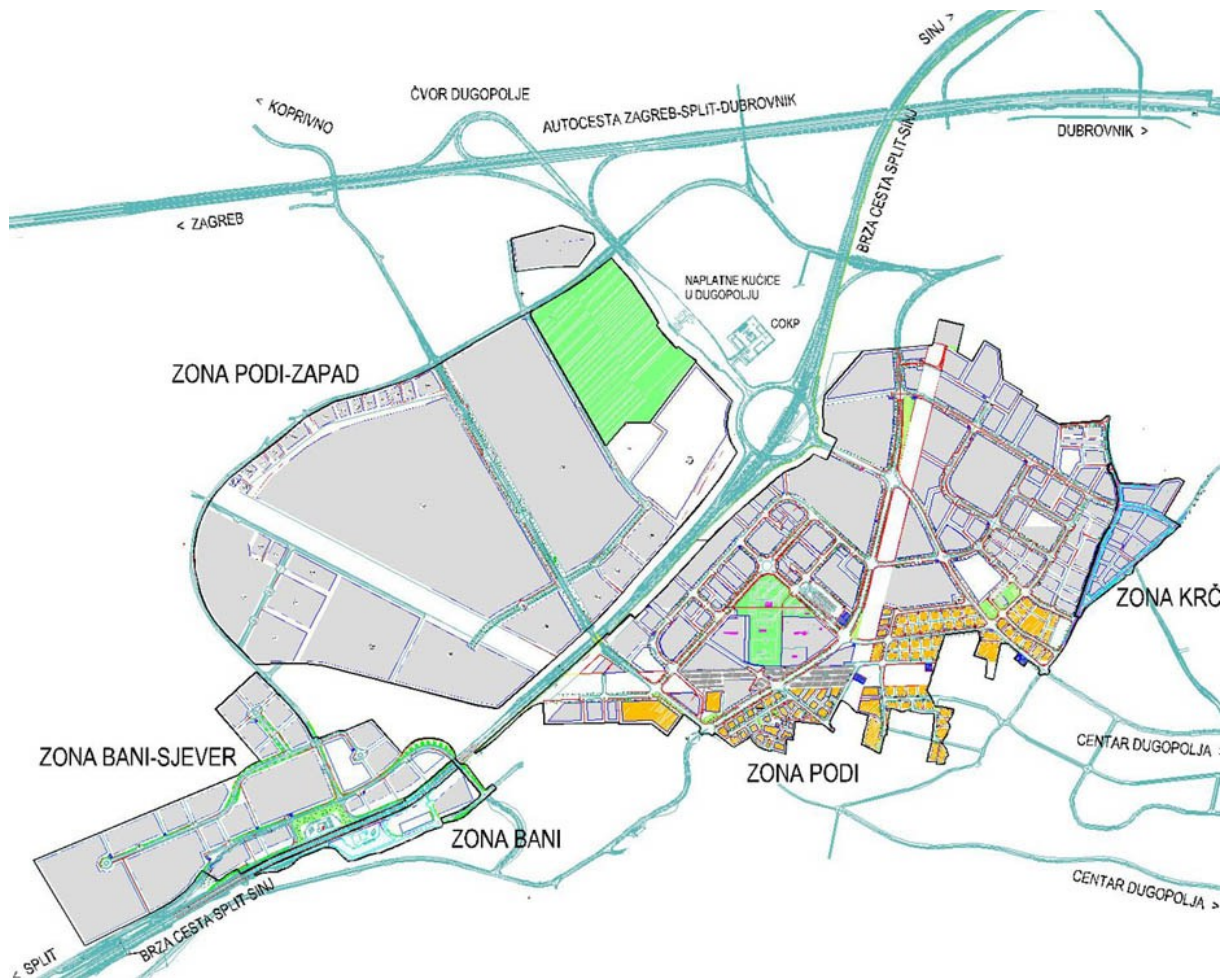 SINJ >
< KOPRIVNO
ČVOR DUGOPOLJE
AUTOCESTA ZAGREB-SPLIT-DUBROVNIK
DUBROVNIK >
< ZAGREB
BRZA CESTA SPLIT-SINJ
NAPLATNE KUĆICE
U DUGOPOLJU
COKP
ZONA PODI-ZAPAD
ZONA KRČ
ZONA BANI-SJEVER
ZONA PODI
CENTAR DUGOPOLJA >
ZONA BANI
CENTAR DUGOPOLJA >
BRZA CESTA SPLIT-SINJ
< SPLIT